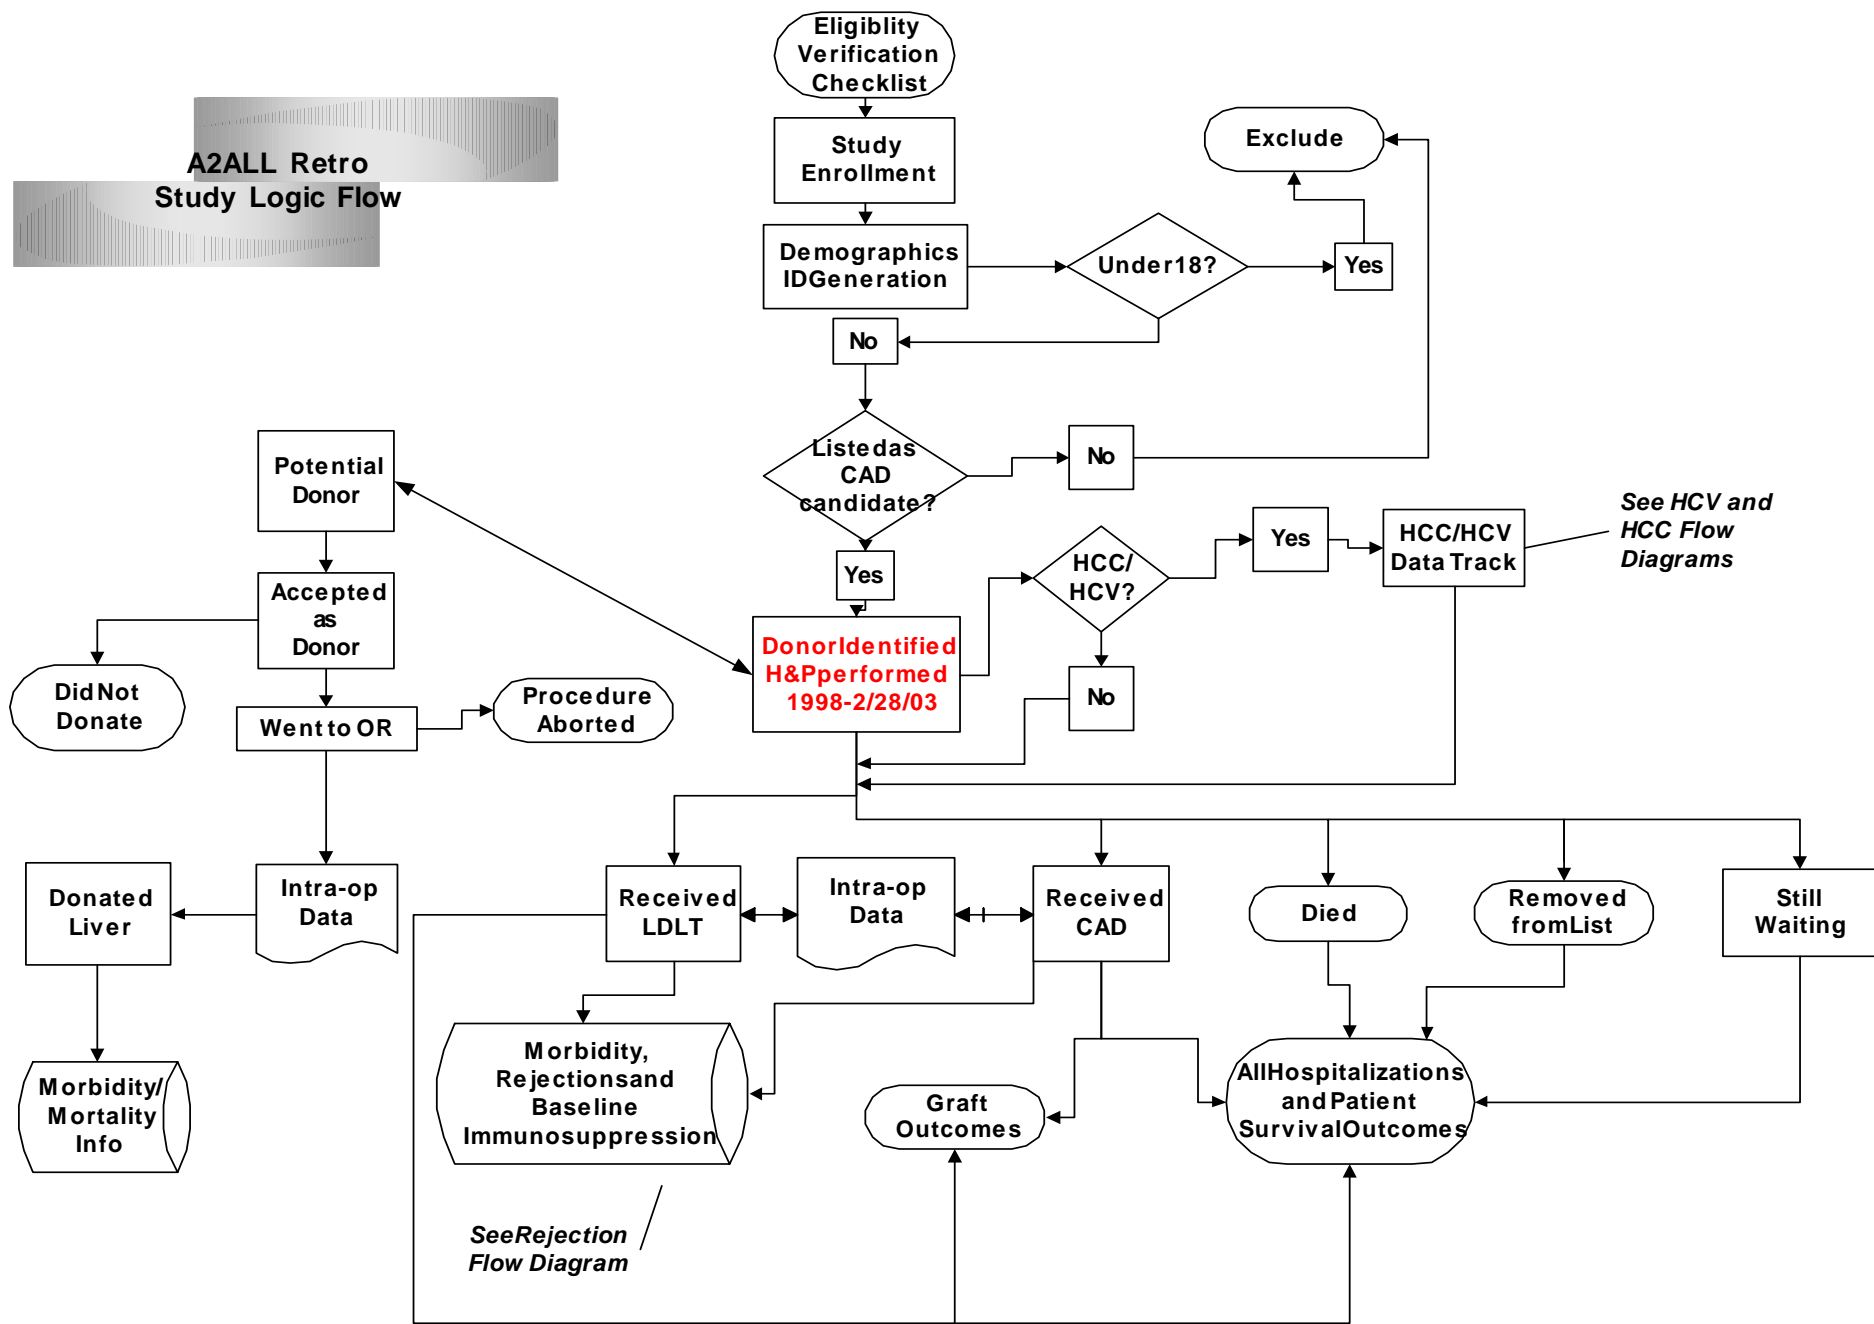 Eligiblity
Verification
Checklist
A2ALL Retro
Study Logic Flow
Study
Enrollment
Exclude
Demographics
IDGeneration
Under18?
Yes
No
Listedas
CAD
candidate?
No
Potential
Donor
Yes
HCC/
HCV?
Yes
HCC/HCV
Data Track
See HCV and
HCC Flow
Diagrams
Accepted
as
Donor
DonorIdentified
H&Pperformed
1998-2/28/03
No
DidNot
Donate
Went to OR
Procedure
Aborted
Donated
Liver
Intra-op
Data
Received
LDLT
Intra-op
Data
Received
CAD
Died
Removed
fromList
Still
Waiting
Morbidity/
Mortality
Info
Morbidity,
Rejectionsand
Baseline
Immunosuppression
Graft
Outcomes
AllHospitalizations
andPatient
SurvivalOutcomes
SeeRejection
Flow Diagram